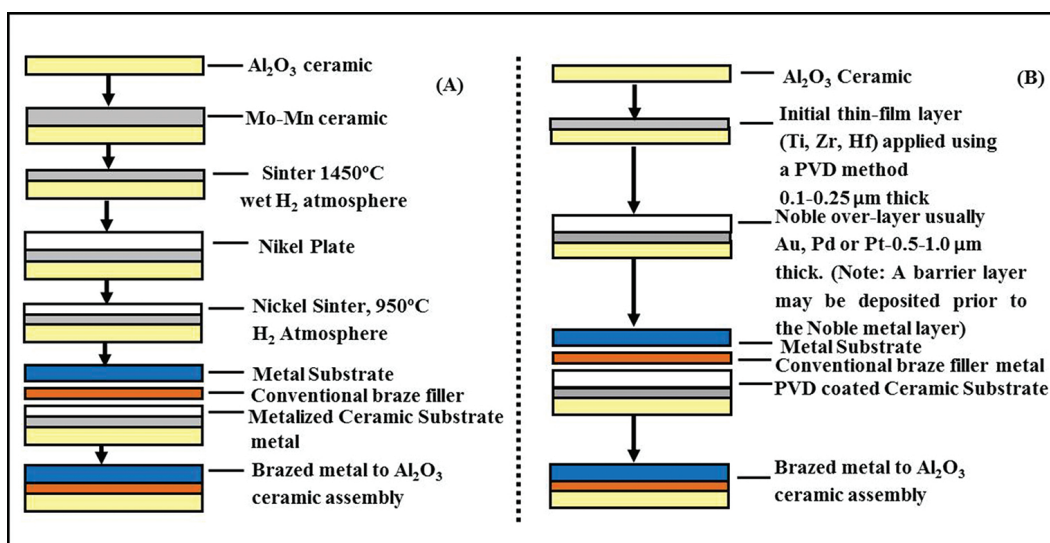 Al₂O₃ ceramic
(A)
Mo-Mn ceramic
Sinter 1450ºC
wet H₂ atmosphere
Nikel Plate
Nickel Sinter, 950ºC
H₂ Atmosphere
Metal Substrate
Conventional braze filler
Metalized Ceramic Substrate
metal
Brazed metal to Al₂O₃
ceramic assembly
Al₂O₃ Ceramic
(B)
Initial thin-film layer
(Ti, Zr, Hf) applied using
a PVD method
0.1-0.25 µm thick
Noble over-layer usually
Au, Pd or Pt-0.5-1.0 µm
thick. (Note: A barrier layer
may be deposited prior to
the Noble metal layer)
Metal Substrate
Conventional braze filler metal
PVD coated Ceramic Substrate
Brazed metal to Al₂O₃
ceramic assembly